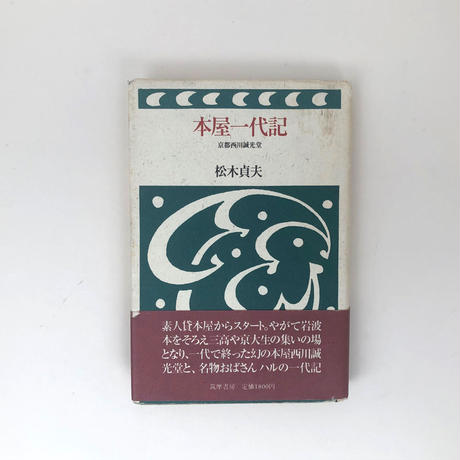 本屋一代記
京都西川誠光堂
松木貞夫
素人貸本屋からスタート。やがて岩波
本をそろえ三高や京大生の集いの場
となり、一代で終った幻の本屋西川誠
光堂と、名物おばさん ハルの一代記
筑摩書房 定価1800円